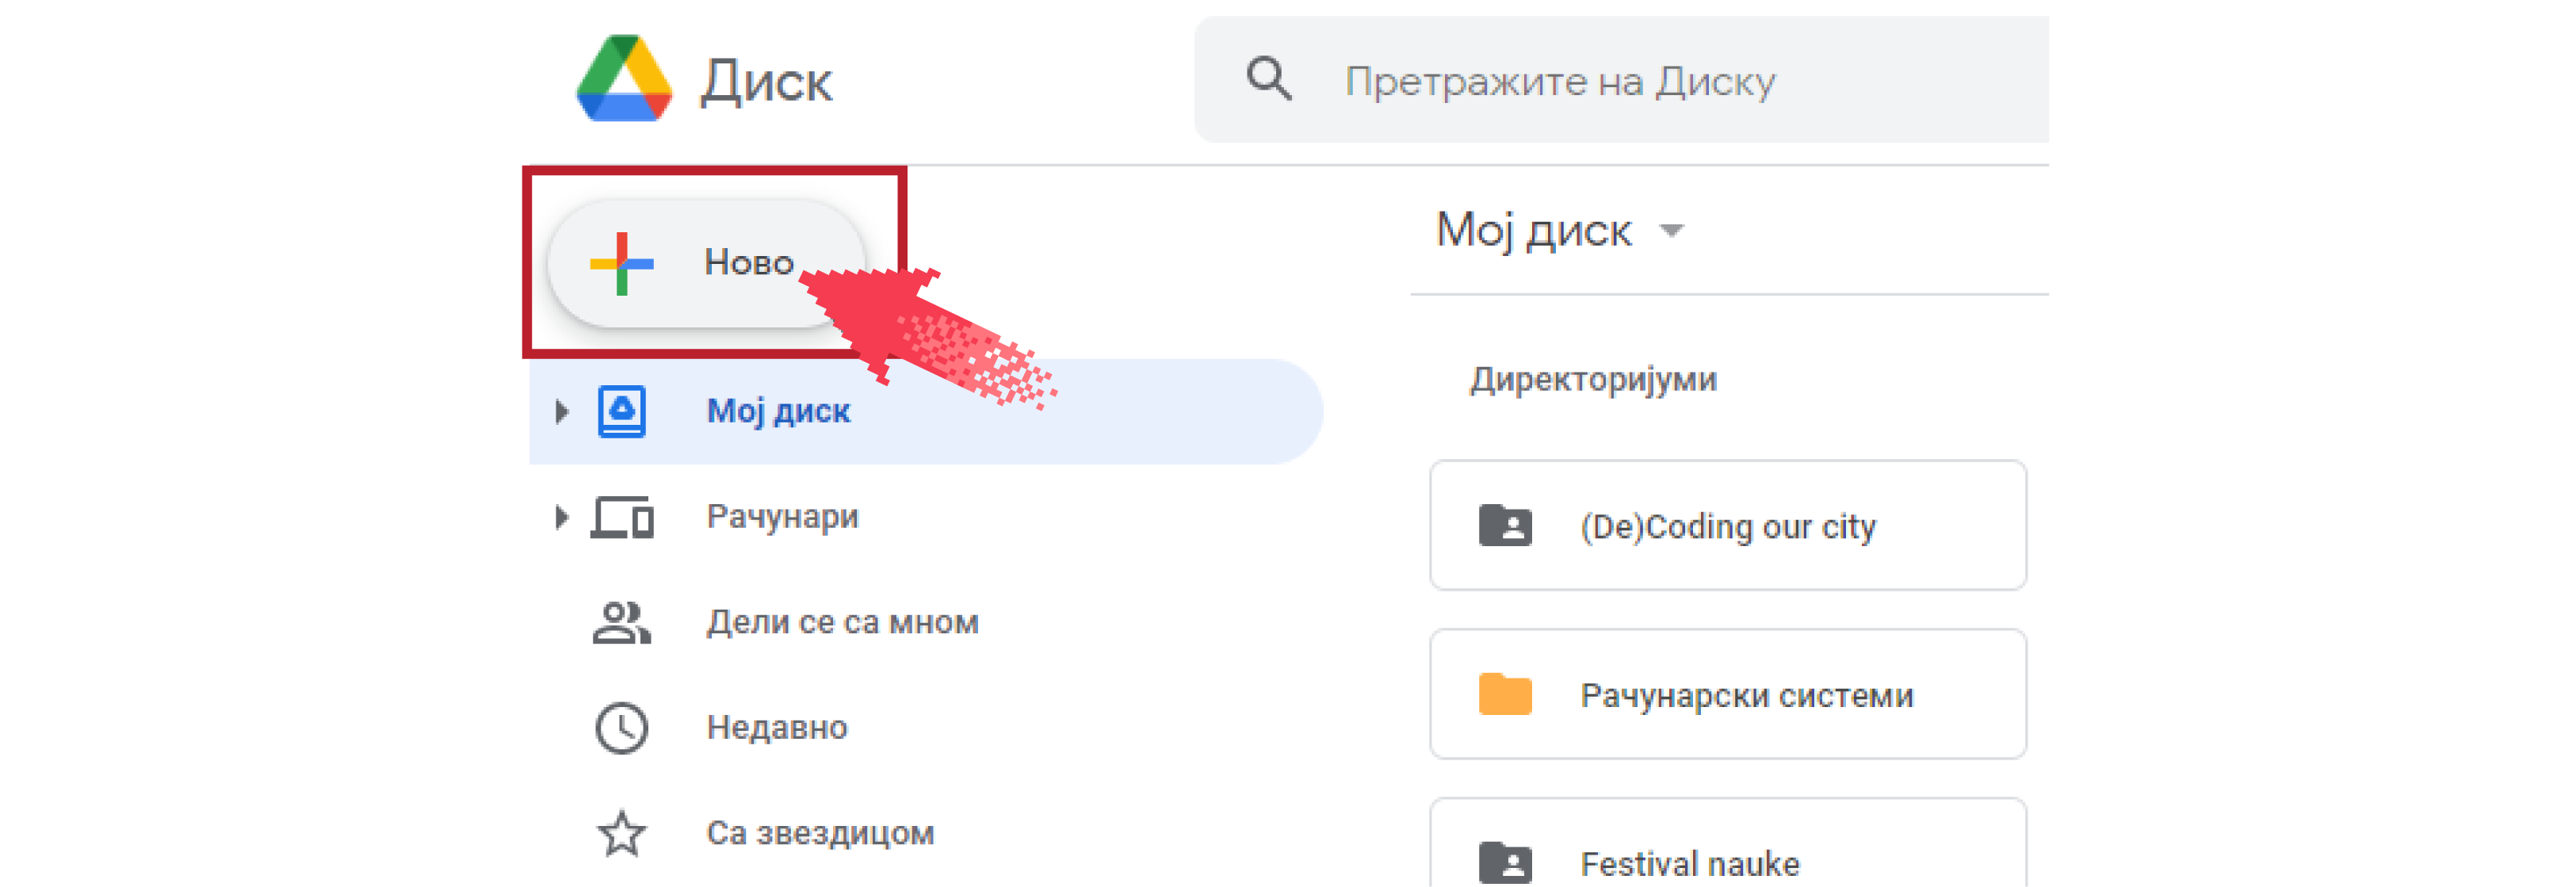 Диск
Претражите на Диску
Ново
Мој диск
Рачунари
Дели се са мном
Недавно
Са звездицом
Мој диск
Директоријуми
(De)Coding our city
Рачунарски системи
Festival nauke